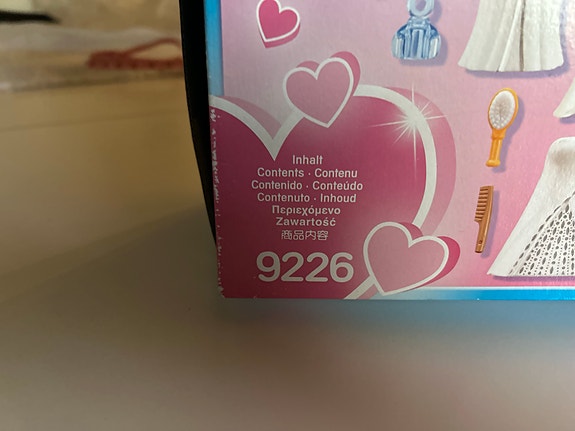 Inhalt
Contents · Contenu
Contenido · Conteúdo
Contenuto · Inhoud
Περιεχόμενο
Zawartość
商品内容
9226